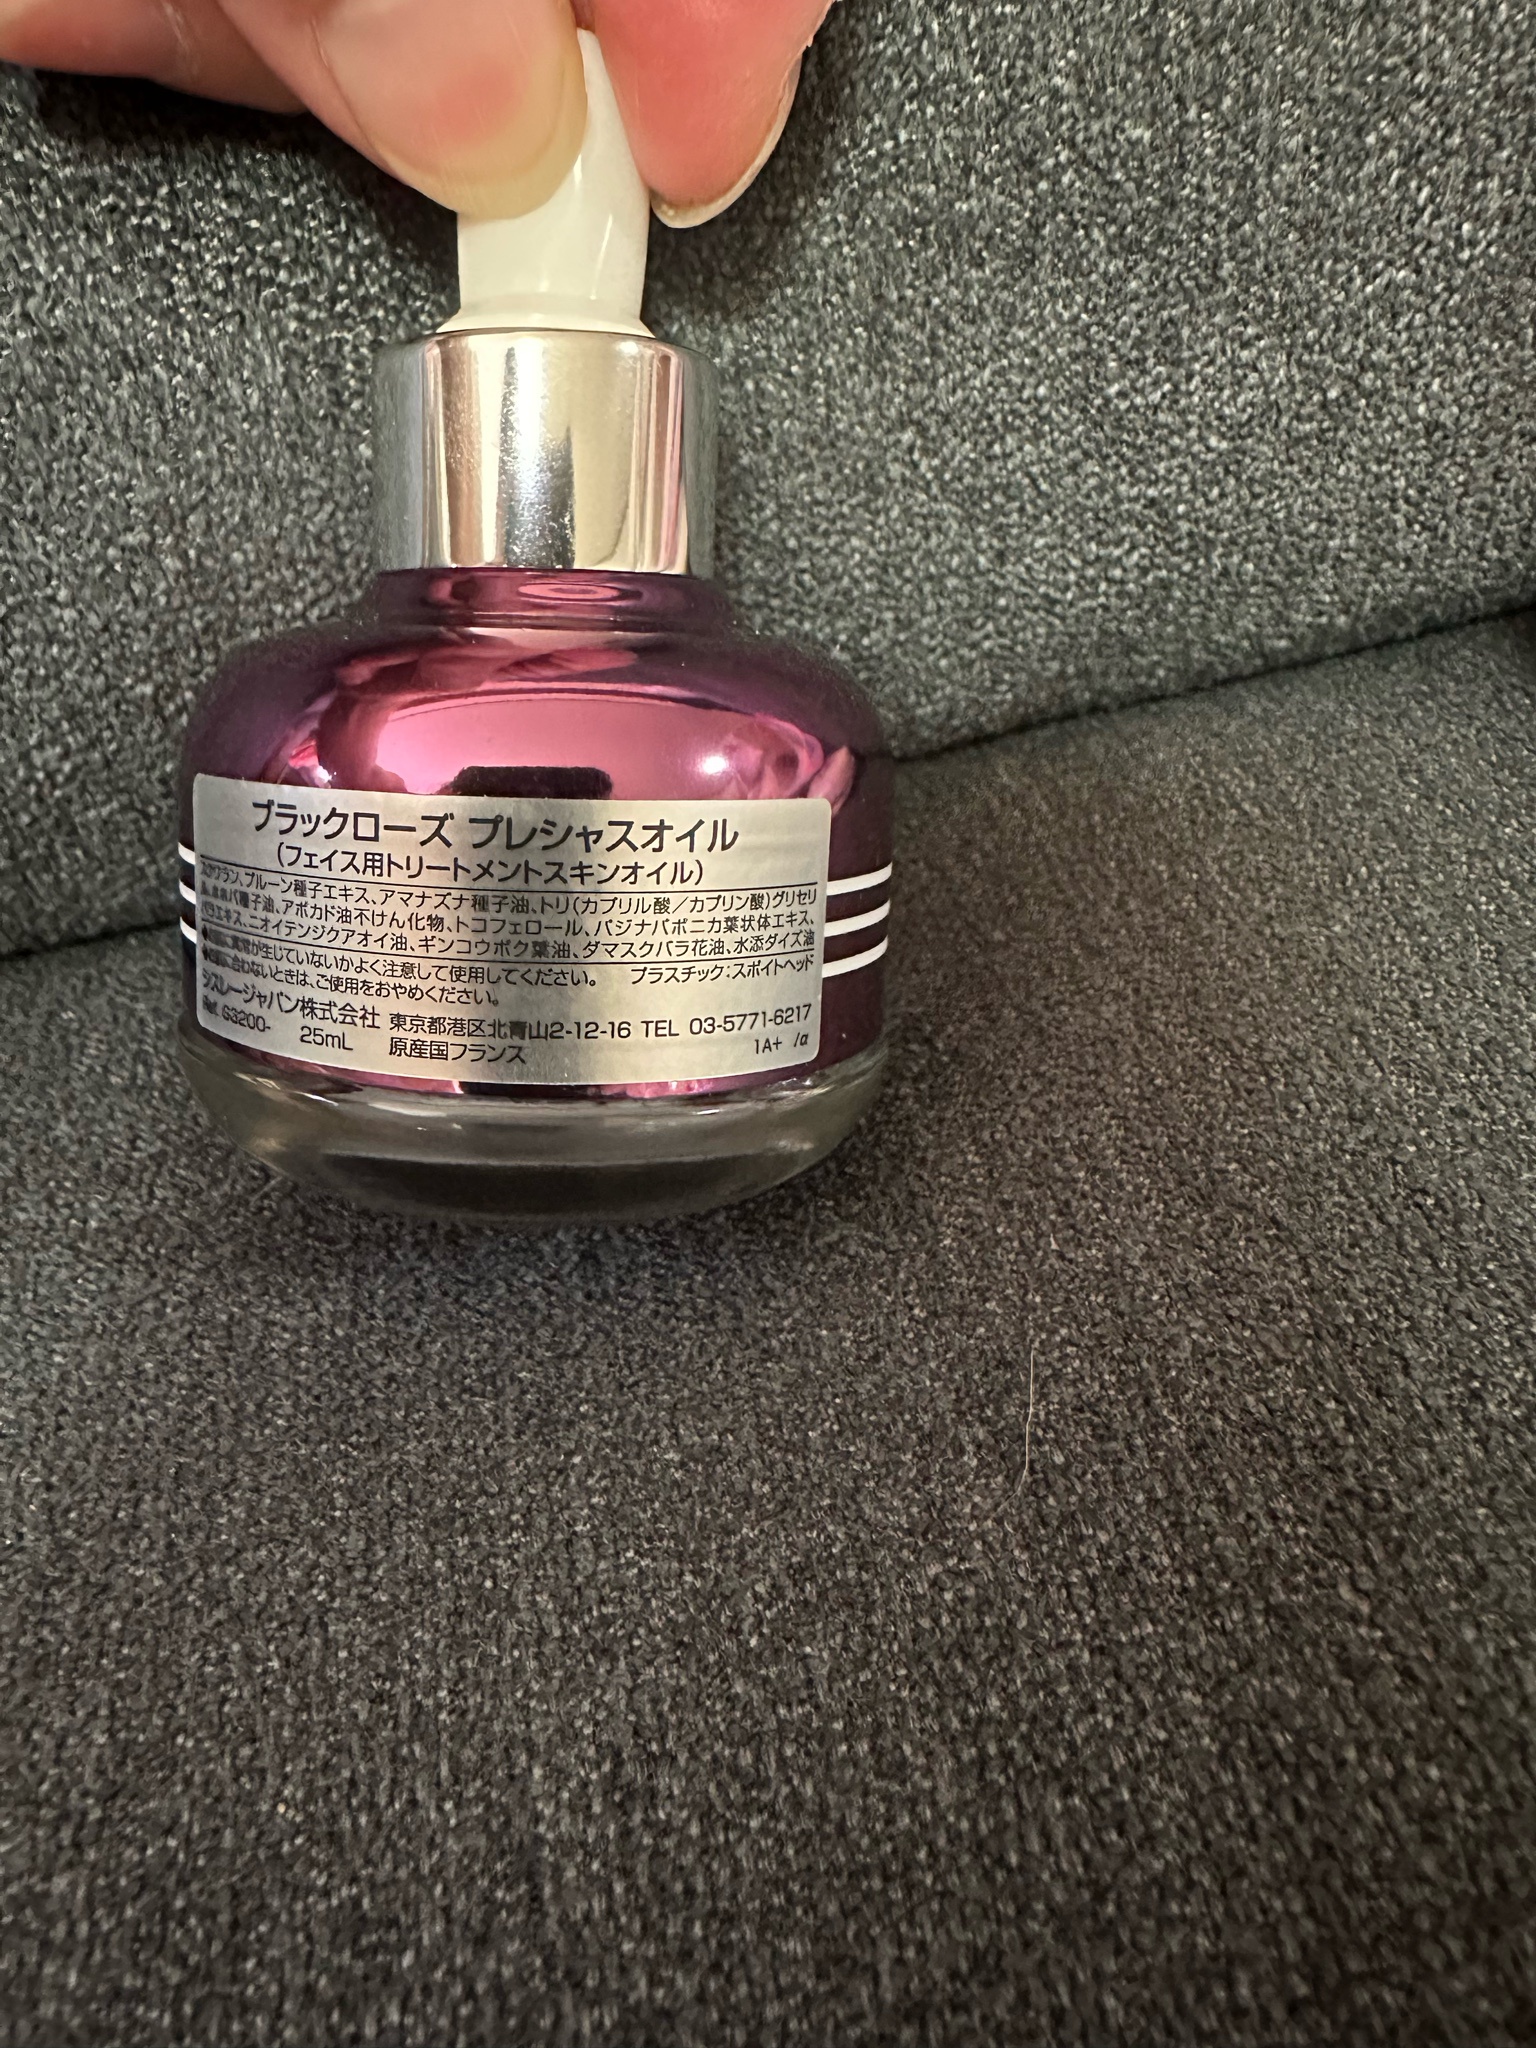 ブラックローズ プレシャスオイル
(フェイス用トリートメントスキンオイル)
プルーン種子エキス、アマナズナ種子油、トリ(カプリル酸/カプリン酸)グリセリ
種子油、アボカド油不けん化物、トコフェロール、パジナパボニカ葉状体エキス、
エキス、ニオイテンジクアオイ油、ギンコウボク葉油、ダマスクバラ花油、水添ダイズ油
異常が生じていないかよく注意して使用してください。 プラスチック:スポイトヘッド
合わないときは、ご使用をおやめください。
シスレージャパン株式会社 東京都港区北青山2-12-16 TEL 03-5771-6217
Ref. G3200- 25mL 原産国フランス 1A+ /α